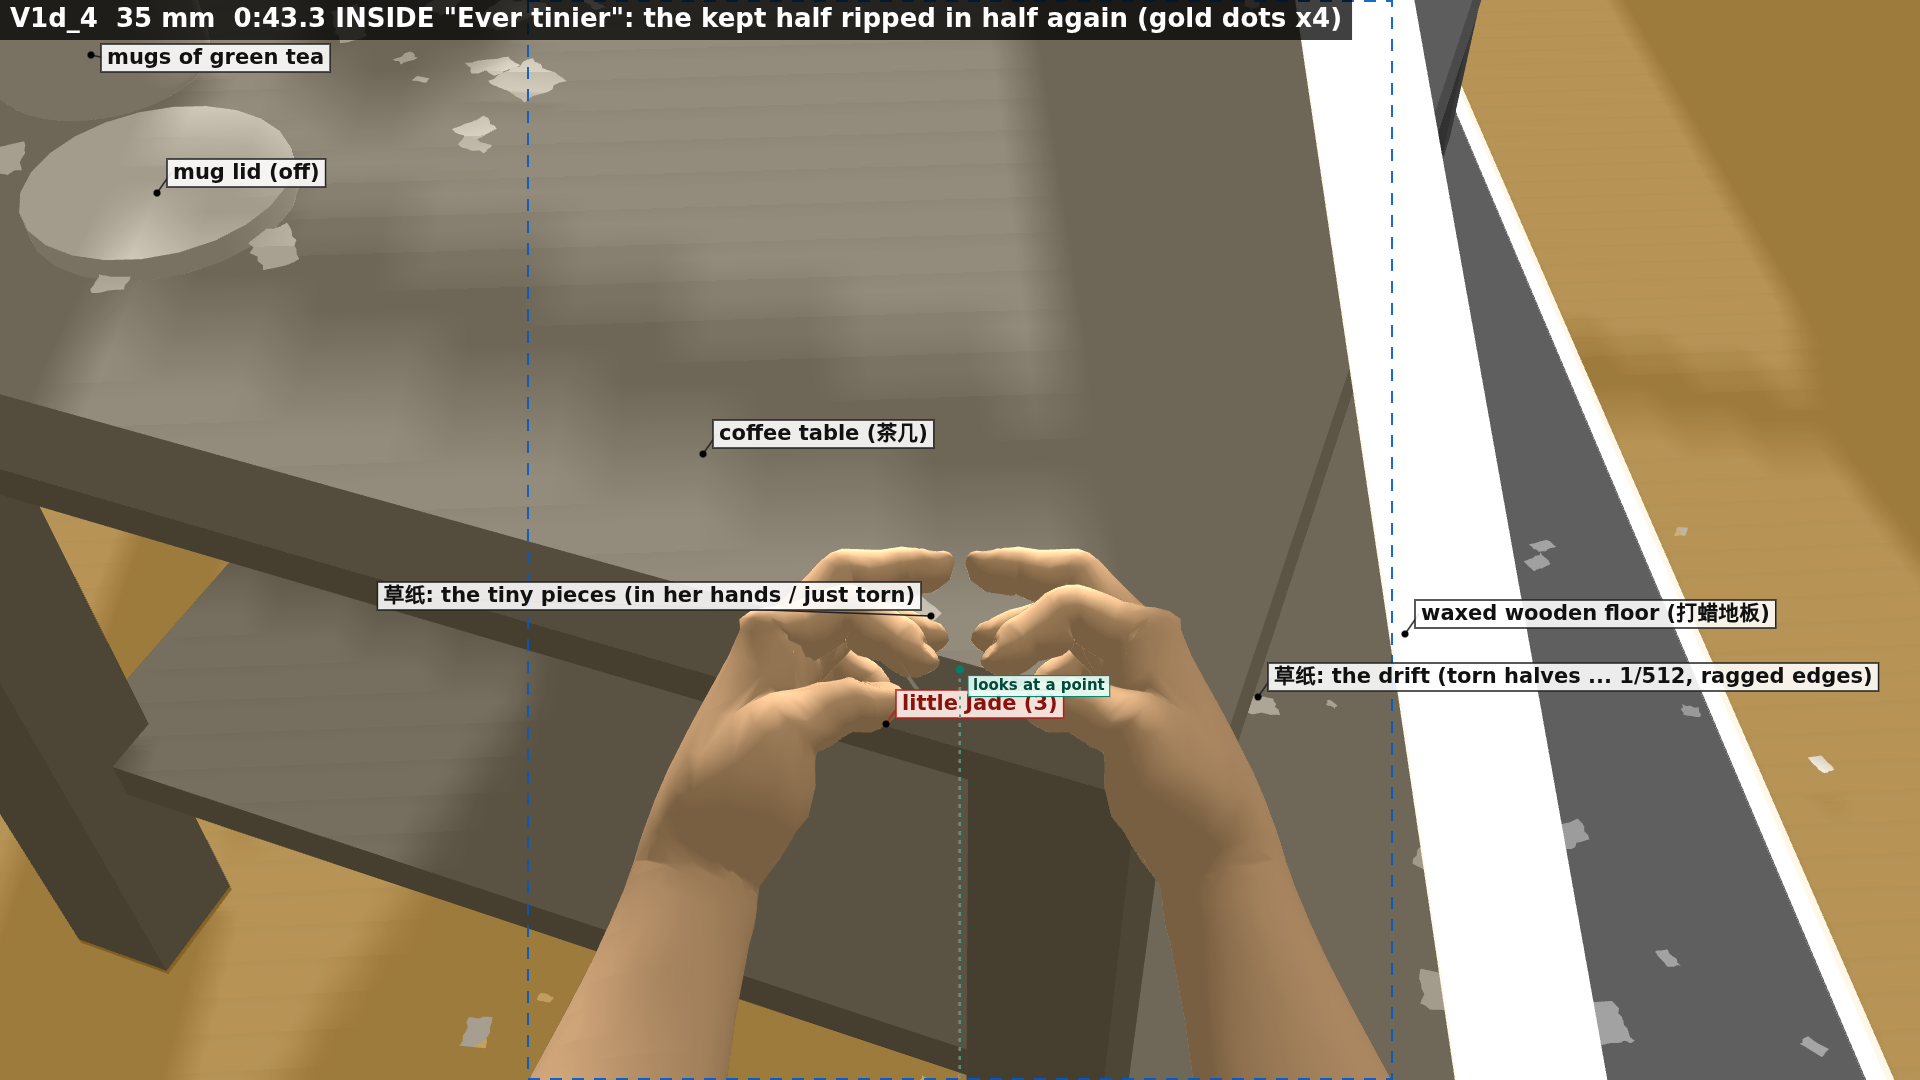 V1d_4  35 mm  0:43.3 INSIDE "Ever tinier": the kept half ripped in half again (gold dots x4)
mugs of green tea
mug lid (off)
coffee table (茶几)
草纸: the tiny pieces (in her hands / just torn)
waxed wooden floor (打蜡地板)
草纸: the drift (torn halves ... 1/512, ragged edges)
looks at a point
little Jade (3)